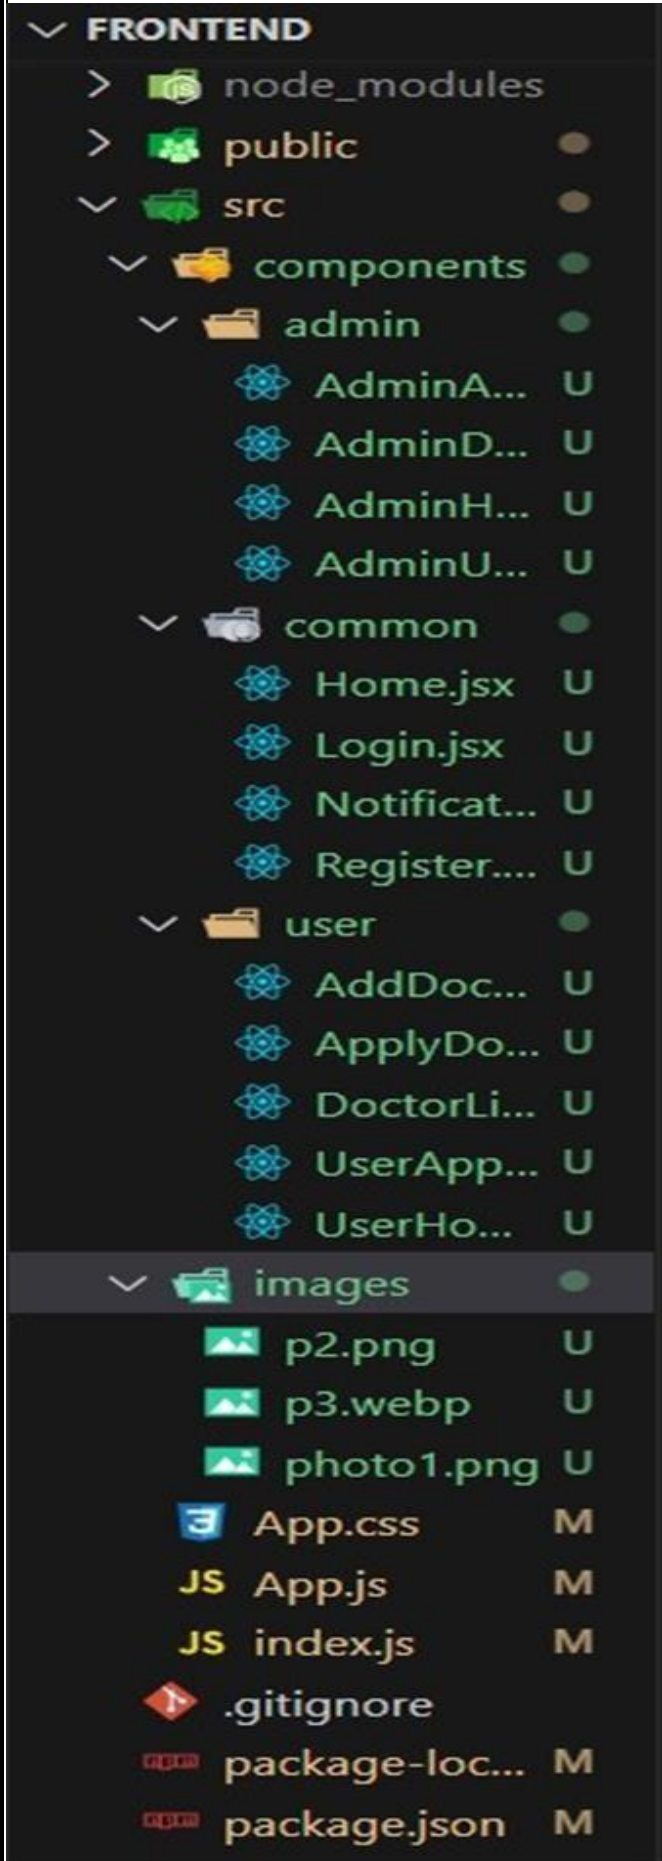 FRONTEND
node_modules
public
src
components
admin
AdminA... U
AdminD... U
AdminH... U
AdminU... U
common
Home.jsx U
Login.jsx U
Notificat... U
Register.... U
user
AddDoc... U
ApplyDo... U
DoctorLi... U
UserApp... U
UserHo... U
images
p2.png U
p3.webp U
photo1.png U
App.css M
JS App.js M
JS index.js M
.gitignore
package-loc... M
package.json M